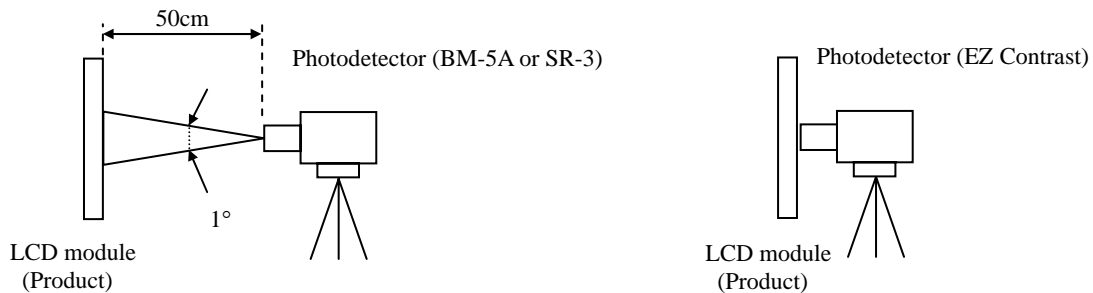 50cm
Photodetector (BM-5A or SR-3)
1°
LCD module
(Product)
Photodetector (EZ Contrast)
LCD module
(Product)